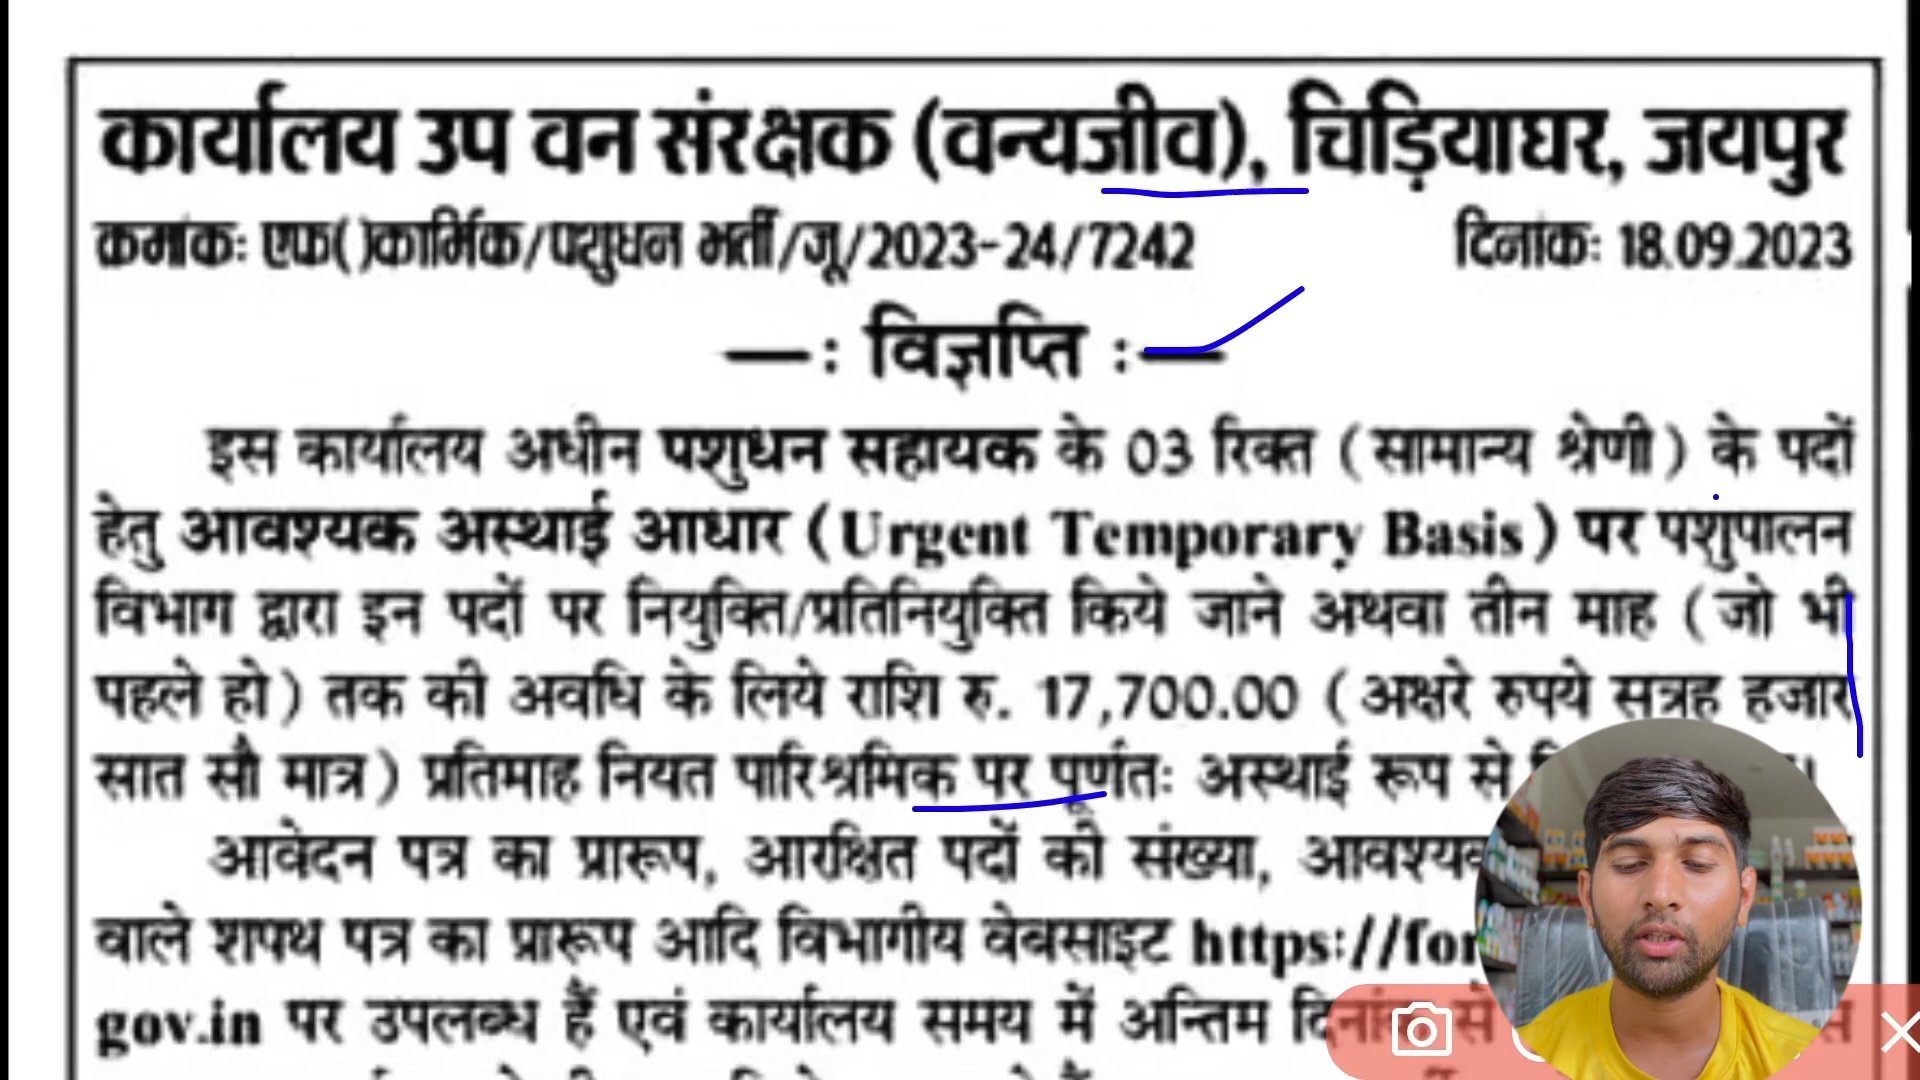 कार्यालय उप वन संरक्षक (वन्यजीव), चिड़ियाघर, जयपुर
क्रमांकः एफ( )कार्मिक/पशुधन भर्ती/जू/2023-24/7242 दिनांकः 18.09.2023
—: विज्ञप्ति :—
इस कार्यालय अधीन पशुधन सहायक के 03 रिक्त (सामान्य श्रेणी) के पदों
हेतु आवश्यक अस्थाई आधार (Urgent Temporary Basis) पर पशुपालन
विभाग द्वारा इन पदों पर नियुक्ति/प्रतिनियुक्ति किये जाने अथवा तीन माह (जो भी
पहले हो) तक की अवधि के लिये राशि रु. 17,700.00 (अक्षरे रुपये सत्रह हजार
सात सौ मात्र) प्रतिमाह नियत पारिश्रमिक पर पूर्णतः अस्थाई रूप से
आवेदन पत्र का प्रारूप, आरक्षित पदों की संख्या,
वाले शपथ पत्र का प्रारूप आदि विभागीय वेबसाइट https://for
gov.in पर उपलब्ध हैं एवं कार्यालय समय में अन्तिम दिनांक से